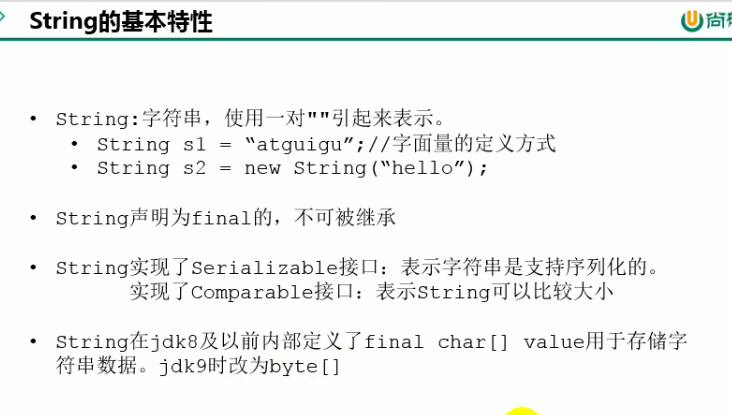 String的基本特性
尚
• String:字符串，使用一对""引起来表示。
• String s1 = “atguigu”;//字面量的定义方式
• String s2 = new String(“hello”);
• String声明为final的，不可被继承
• String实现了Serializable接口：表示字符串是支持序列化的。
实现了Comparable接口：表示String可以比较大小
• String在jdk8及以前内部定义了final char[] value用于存储字
符串数据。jdk9时改为byte[]